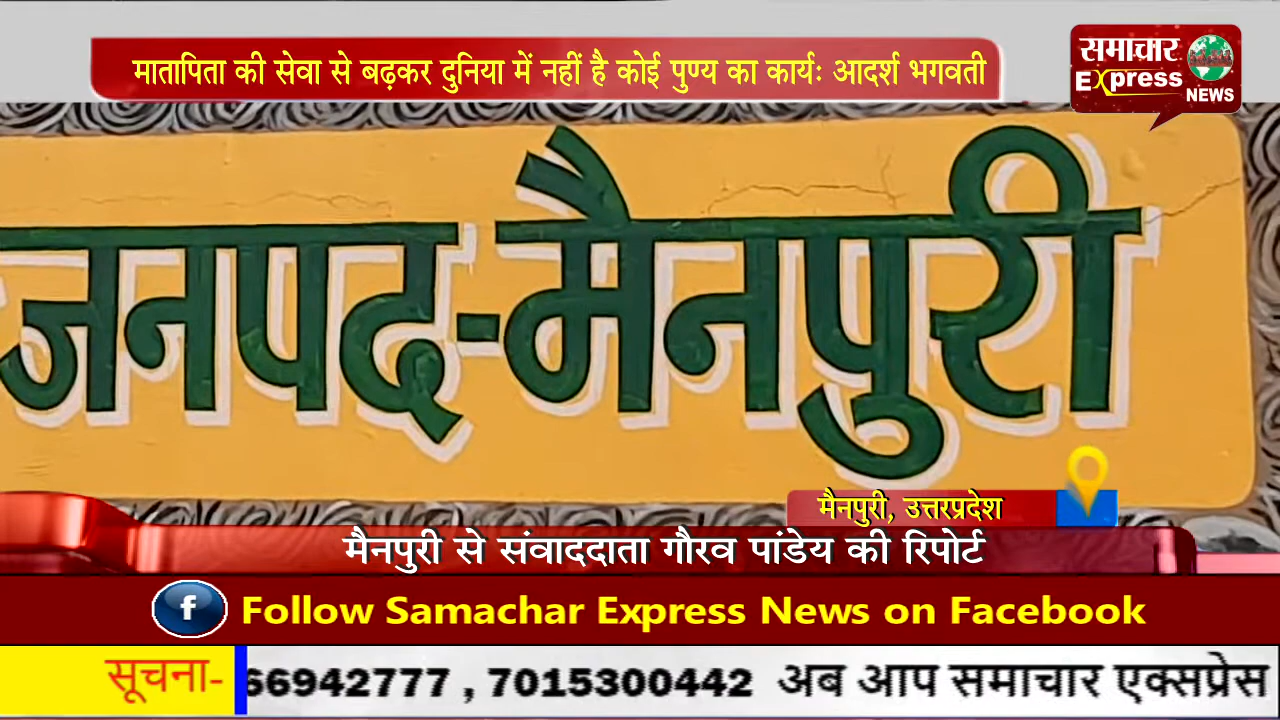 मातापिता की सेवा से बढ़कर दुनिया में नहीं है कोई पुण्य का कार्यः आदर्श भगवती
समाचार
Express
NEWS
जनपद-मैनपुरी
मैनपुरी, उत्तरप्रदेश
मैनपुरी से संवाददाता गौरव पांडेय की रिपोर्ट
f Follow Samachar Express News on Facebook
सूचना- 66942777 , 7015300442 अब आप समाचार एक्सप्रेस